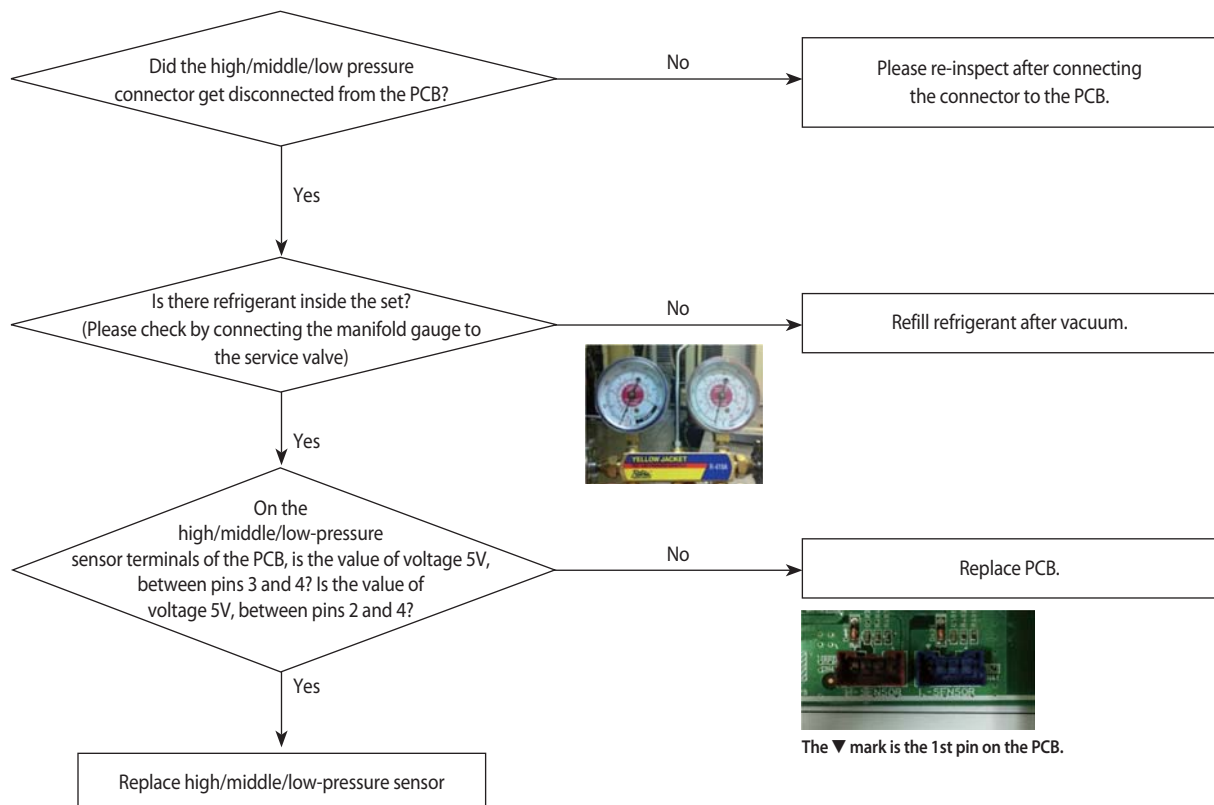 Did the high/middle/low pressure
connector get disconnected from the PCB?
No
Please re-inspect after connecting
the connector to the PCB.
Yes
Is there refrigerant inside the set?
(Please check by connecting the manifold gauge to
the service valve)
No
Refill refrigerant after vacuum.
YELLOW JACKET
R-410A
Yes
On the
high/middle/low-pressure
sensor terminals of the PCB, is the value of voltage 5V,
between pins 3 and 4? Is the value of
voltage 5V, between pins 2 and 4?
No
Replace PCB.
H-SENSOR
L-SENSOR
The ▼ mark is the 1st pin on the PCB.
Yes
Replace high/middle/low-pressure sensor